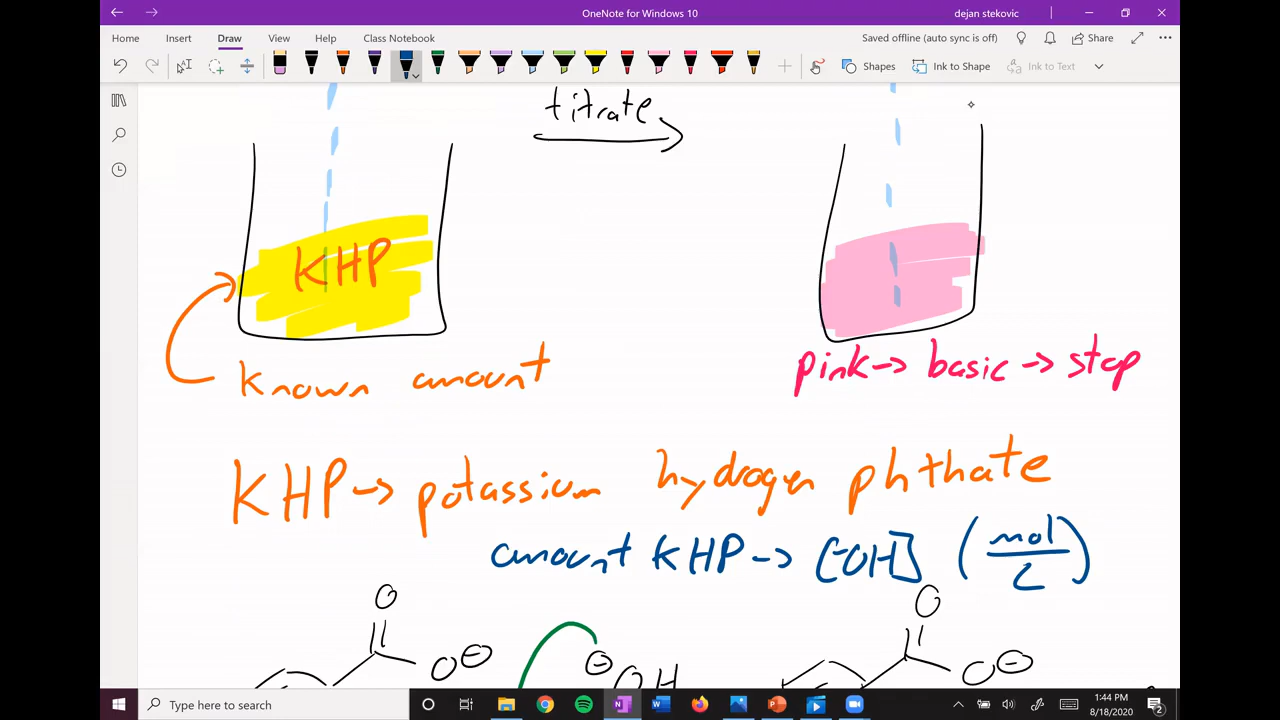 OneNote for Windows 10
dejan stekovic
Home Insert Draw View Help Class Notebook
Saved offline (auto sync is off)
Share
Shapes
Ink to Shape
Ink to Text
titrate
KHP
known amount
pink→ basic → stop
KHP→ potassium hydrogen phthate
amount KHP→ [-OH] (mol/L)
O
O
O⊖
⊖OH
O⊖
Type here to search
1:44 PM
8/18/2020
2